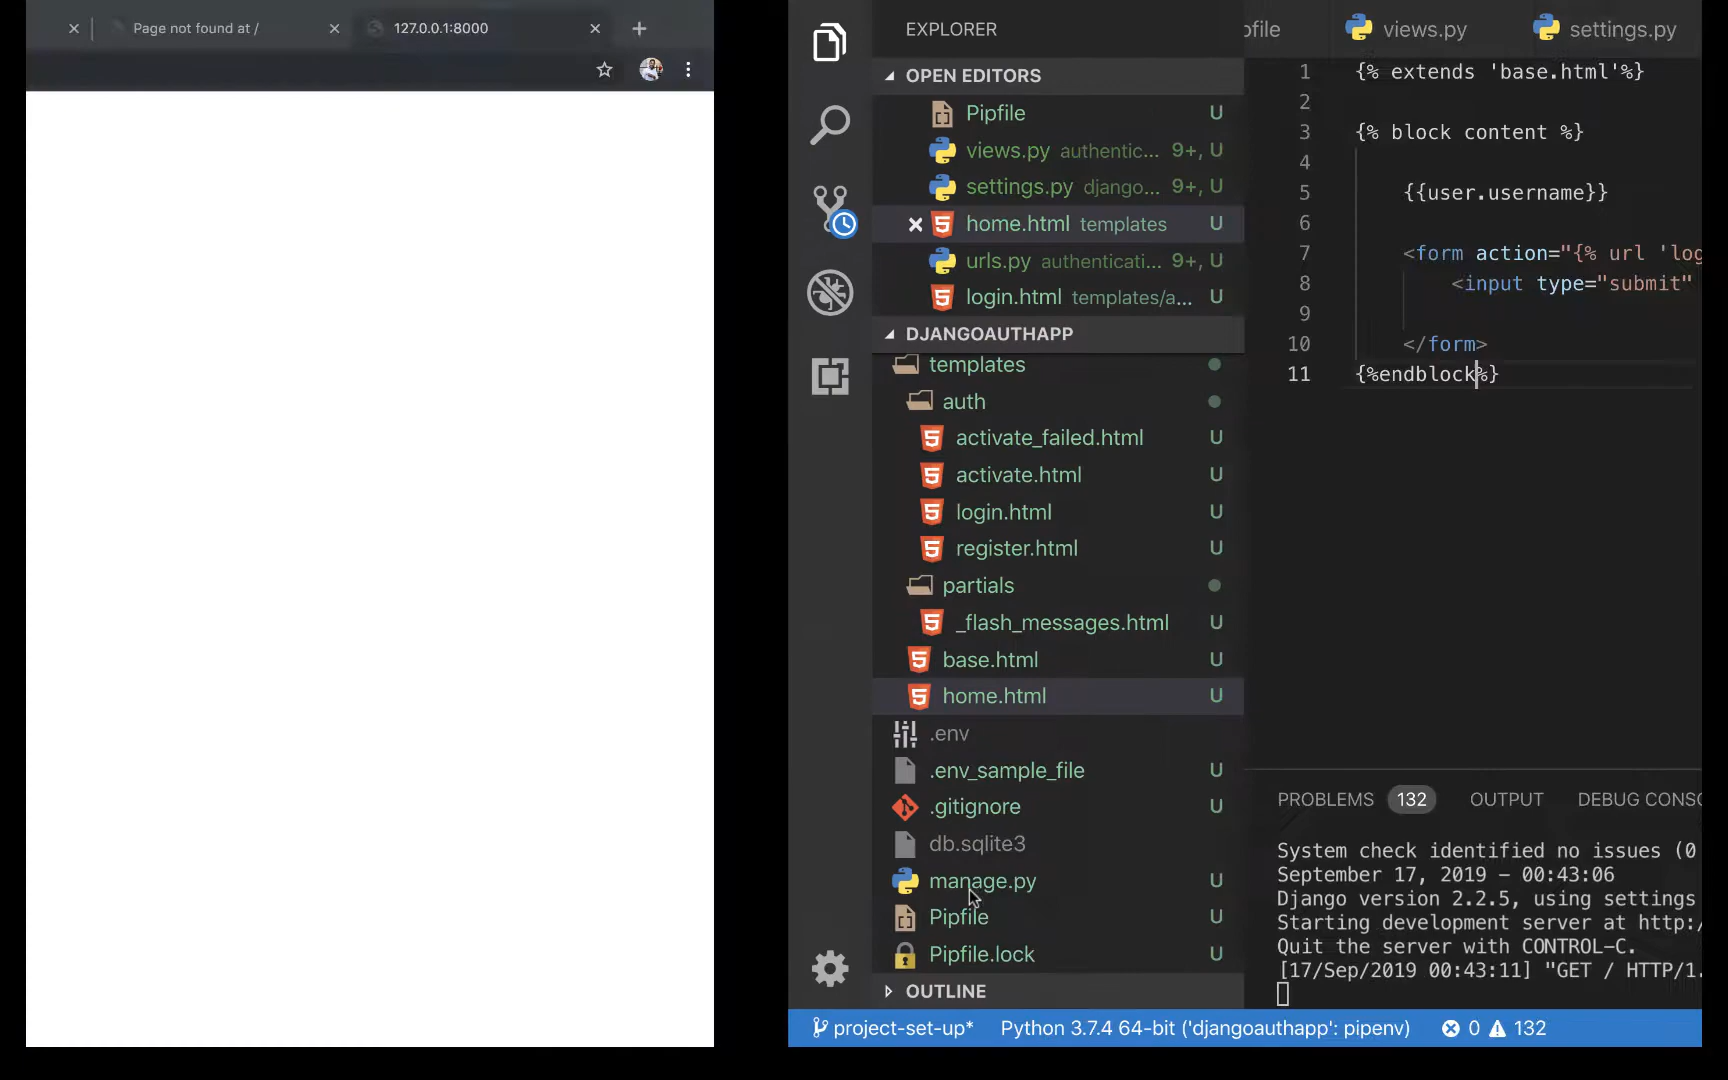 Page not found at /
127.0.0.1:8000
EXPLORER
OPEN EDITORS
Pipfile U
views.py authentic... 9+, U
settings.py django... 9+, U
home.html templates U
urls.py authenticati... 9+, U
login.html templates/a... U
DJANGOAUTHAPP
templates
auth
activate_failed.html U
activate.html U
login.html U
register.html U
partials
_flash_messages.html U
base.html U
home.html U
.env
.env_sample_file U
.gitignore U
db.sqlite3
manage.py U
Pipfile U
Pipfile.lock U
OUTLINE
ofile views.py settings.py
1 {% extends 'base.html'%}
2
3 {% block content %}
4
5 {{user.username}}
6
7 <form action="{% url 'log
8 <input type="submit"
9
10 </form>
11 {%endblock%}
PROBLEMS 132 OUTPUT DEBUG CONSO
System check identified no issues (0
September 17, 2019 - 00:43:06
Django version 2.2.5, using settings
Starting development server at http:/
Quit the server with CONTROL-C.
[17/Sep/2019 00:43:11] "GET / HTTP/1.
project-set-up* Python 3.7.4 64-bit ('djangoauthapp': pipenv) 0 132